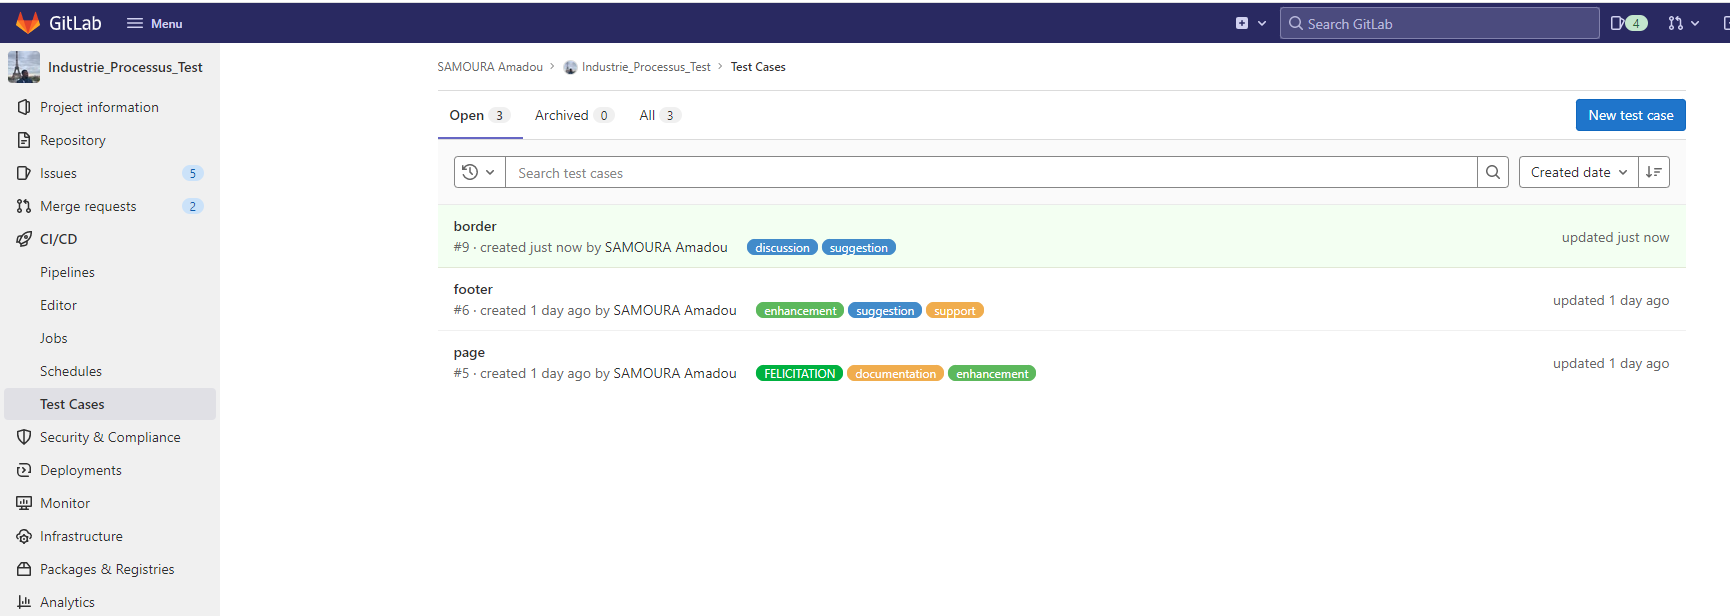 GitLab Menu Search GitLab 4
Industrie_Processus_Test
Project information
Repository
Issues 5
Merge requests 2
CI/CD
Pipelines
Editor
Jobs
Schedules
Test Cases
Security & Compliance
Deployments
Monitor
Infrastructure
Packages & Registries
Analytics
SAMOURA Amadou › Industrie_Processus_Test › Test Cases
Open 3 Archived 0 All 3 New test case
Search test cases Created date
border
#9 · created just now by SAMOURA Amadou discussion suggestion updated just now
footer
#6 · created 1 day ago by SAMOURA Amadou enhancement suggestion support updated 1 day ago
page
#5 · created 1 day ago by SAMOURA Amadou FELICITATION documentation enhancement updated 1 day ago